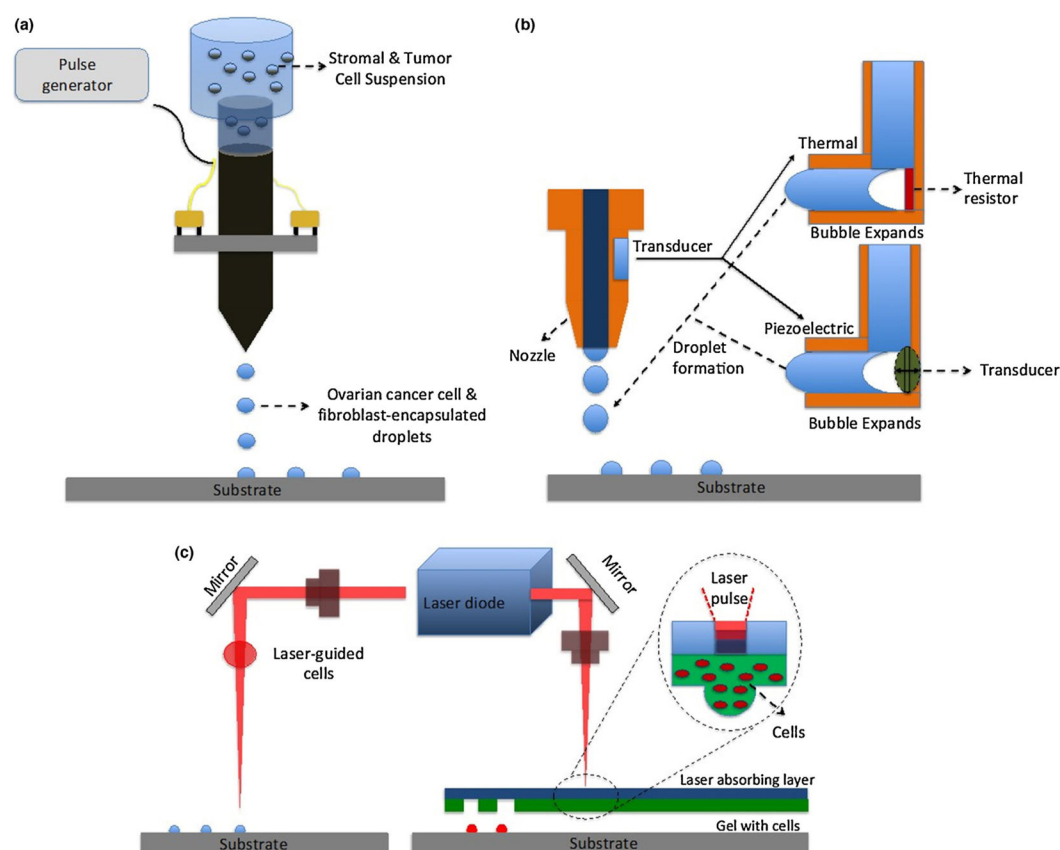 (a)
Pulse
generator
Stromal & Tumor
Cell Suspension
Ovarian cancer cell &
fibroblast-encapsulated
droplets
Substrate
(b)
Thermal
Thermal
resistor
Bubble Expands
Transducer
Piezoelectric
Nozzle
Droplet
formation
Transducer
Bubble Expands
Substrate
(c)
Mirror
Laser diode
Mirror
Laser
pulse
Laser-guided
cells
Cells
Laser absorbing layer
Gel with cells
Substrate
Substrate